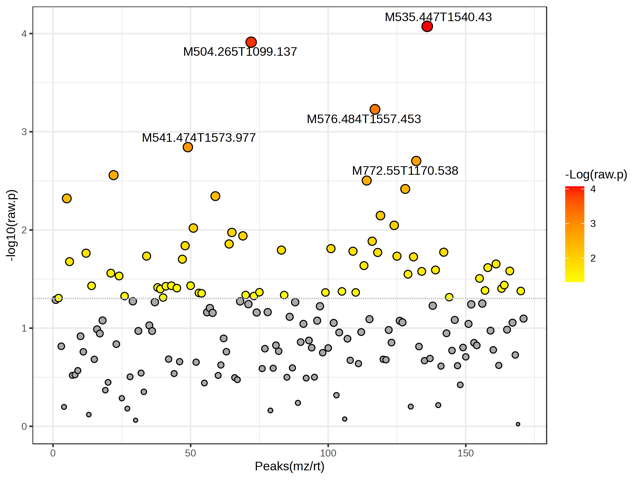 M535.447T1540.43
M504.265T1099.137
M576.484T1557.453
M541.474T1573.977
M772.55T1170.538
-log10(raw.p)
4
3
2
1
0
0
50
100
150
Peaks(mz/rt)
-Log(raw.p)
4
3
2